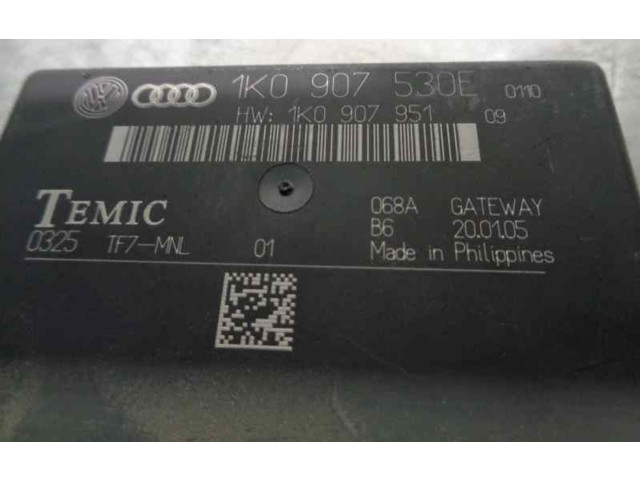 1K0 907 530E 0110
HW: 1K0 907 951 09
TEMIC
068A GATEWAY
B6 20.01.05
0325 TF7-MNL 01
Made in Philippines